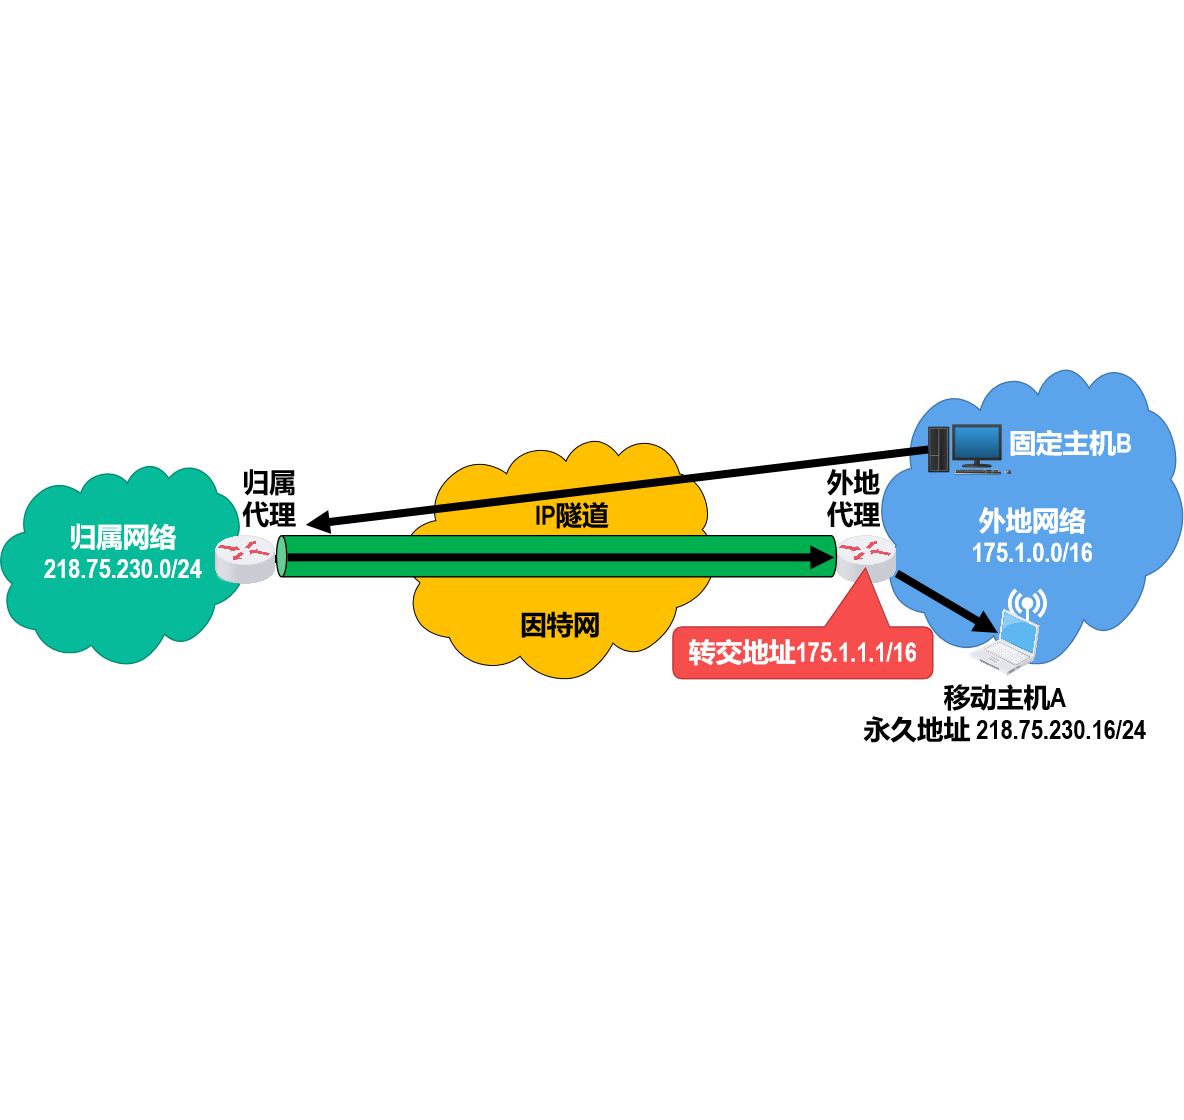 归属网络
218.75.230.0/24
归属
代理
IP隧道
因特网
外地
代理
固定主机B
外地网络
175.1.0.0/16
转交地址175.1.1.1/16
移动主机A
永久地址 218.75.230.16/24